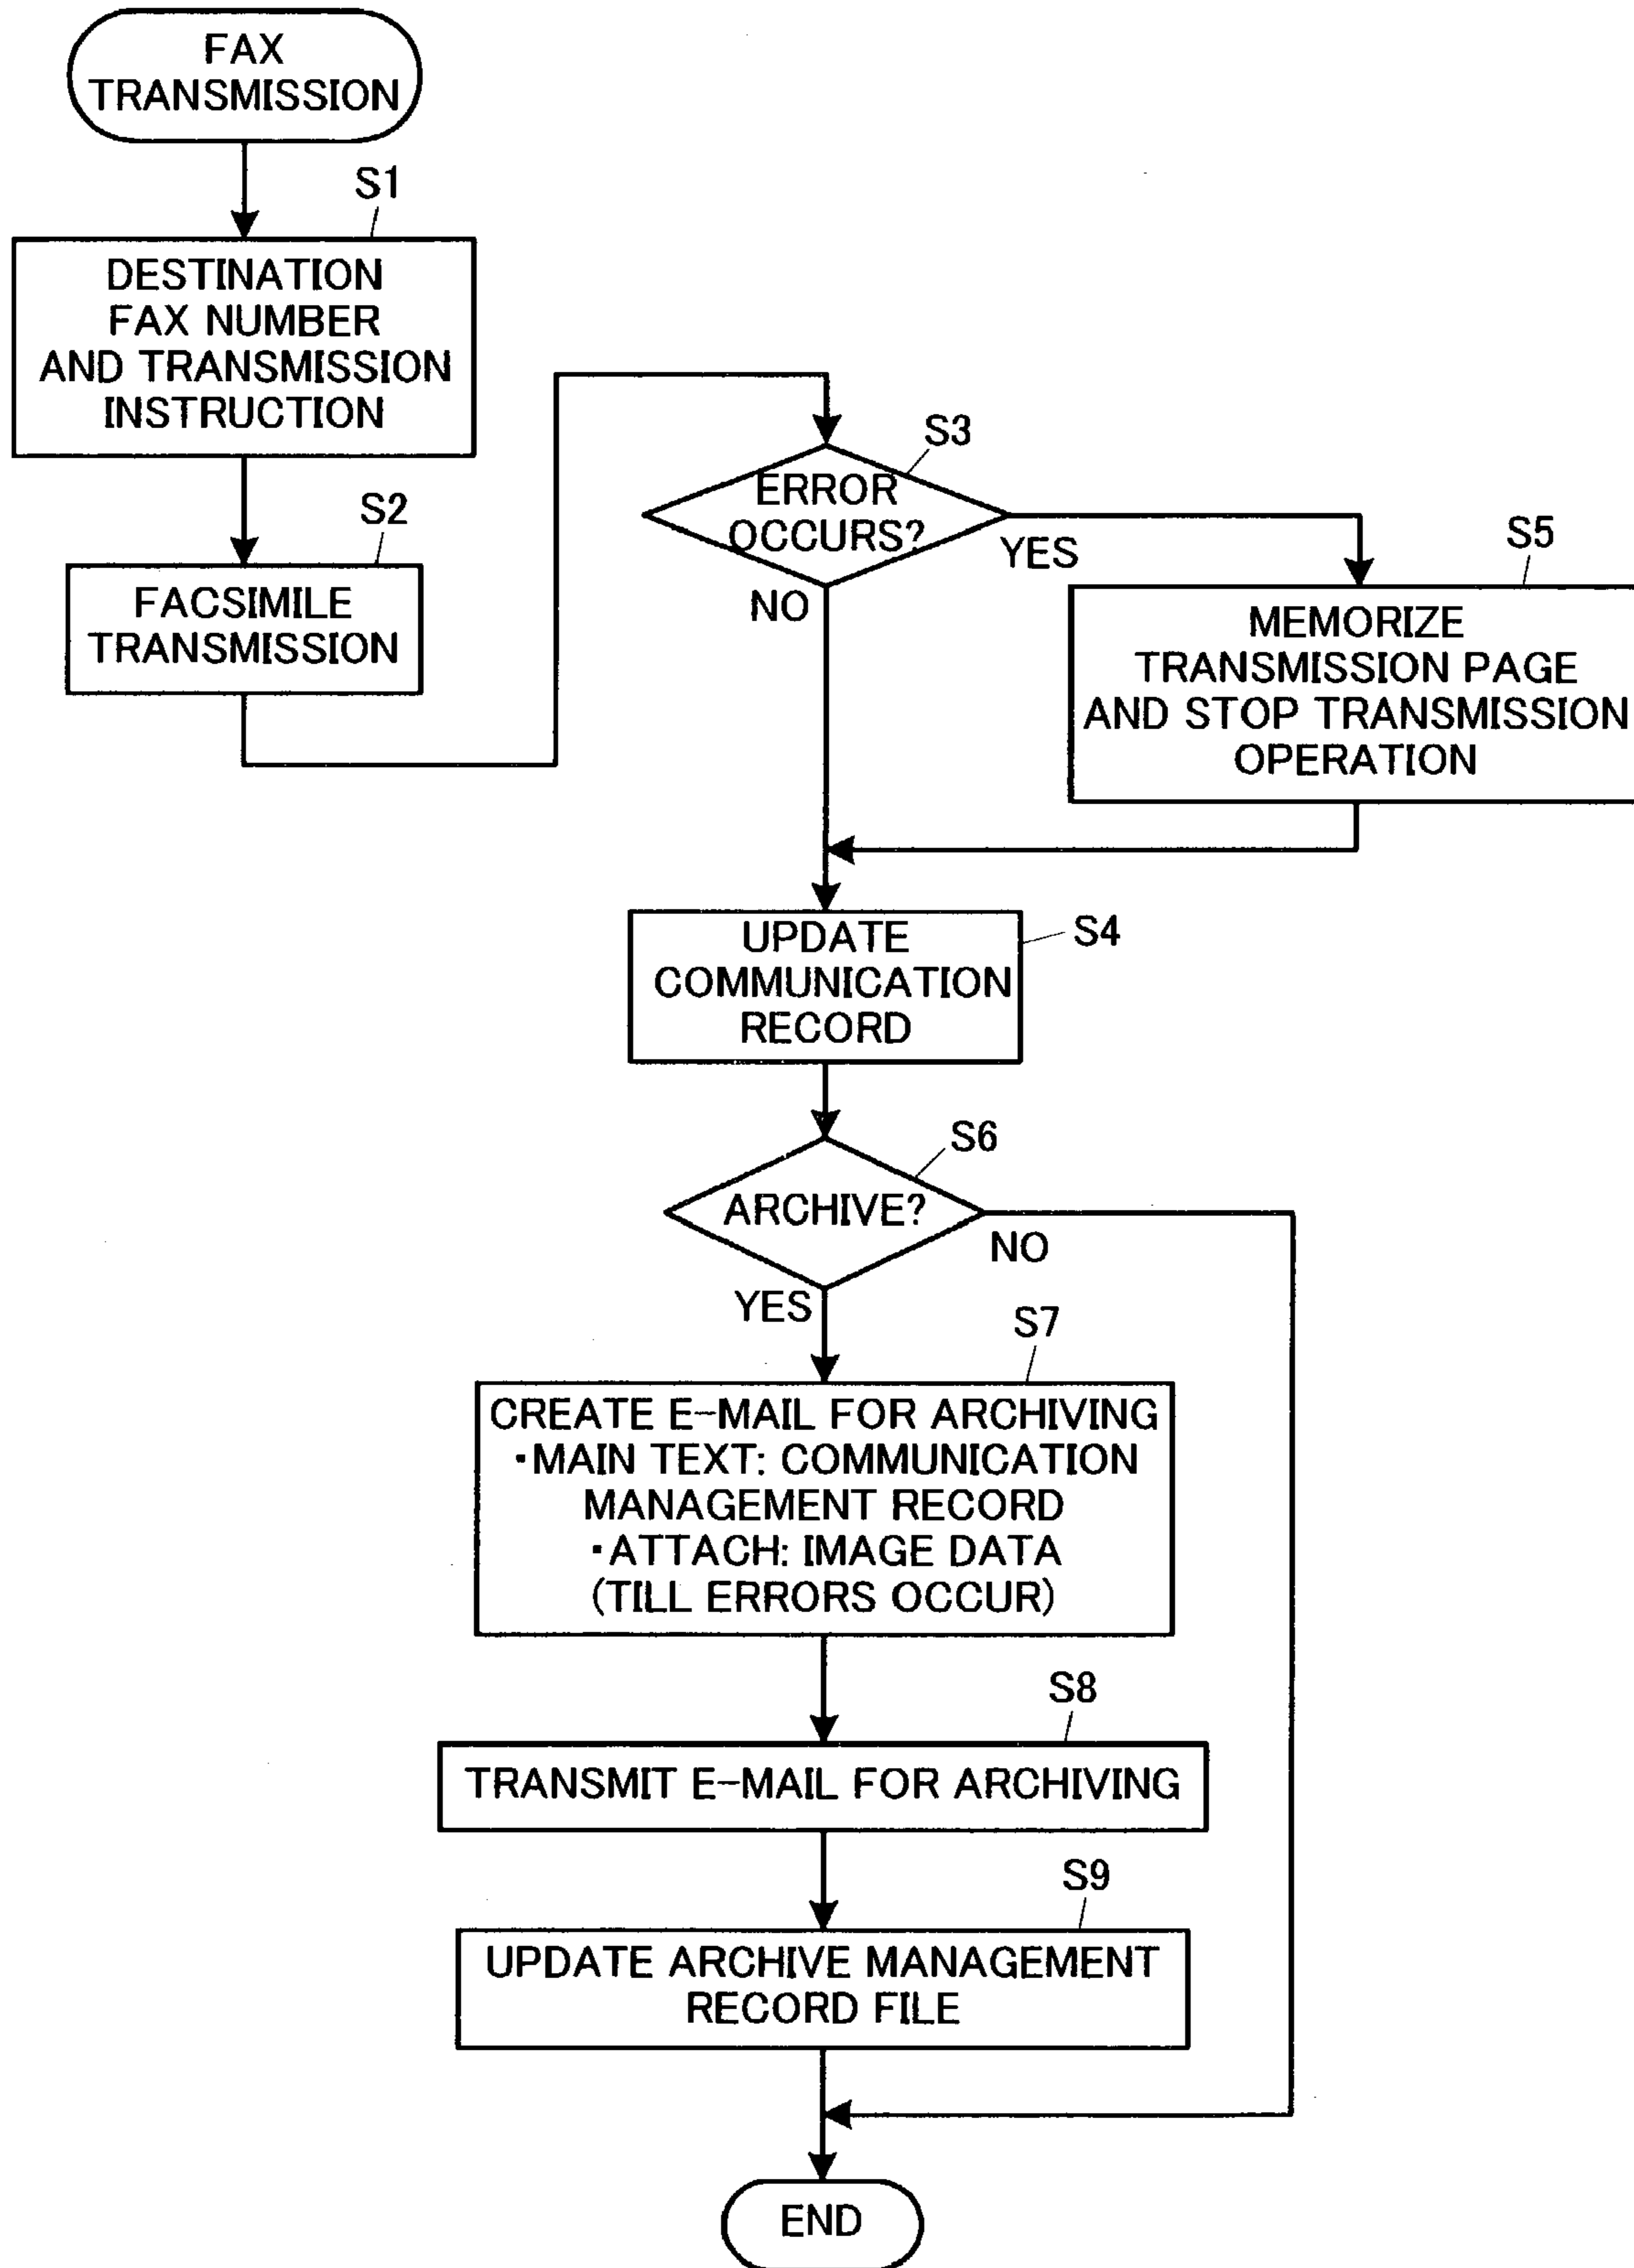 FAX
TRANSMISSION
S1
DESTINATION
FAX NUMBER
AND TRANSMISSION
INSTRUCTION
S2
FACSIMILE
TRANSMISSION
S3
ERROR
OCCURS?
YES
NO
S5
MEMORIZE
TRANSMISSION PAGE
AND STOP TRANSMISSION
OPERATION
UPDATE
COMMUNICATION
RECORD
S4
S6
ARCHIVE?
NO
YES
S7
CREATE E-MAIL FOR ARCHIVING
・MAIN TEXT: COMMUNICATION
MANAGEMENT RECORD
・ATTACH: IMAGE DATA
(TILL ERRORS OCCUR)
S8
TRANSMIT E-MAIL FOR ARCHIVING
S9
UPDATE ARCHIVE MANAGEMENT
RECORD FILE
END